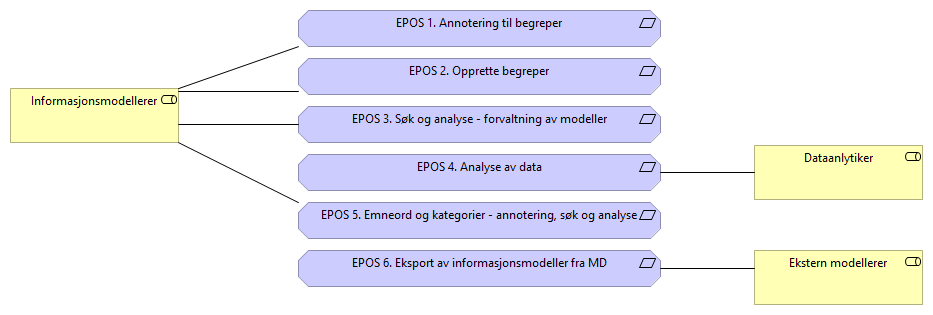 EPOS 1. Annotering til begreper
EPOS 2. Opprette begreper
Informasjonsmodellerer
EPOS 3. Søk og analyse - forvaltning av modeller
EPOS 4. Analyse av data
Dataanlytiker
EPOS 5. Emneord og kategorier - annotering, søk og analyse
EPOS 6. Eksport av informasjonsmodeller fra MD
Ekstern modellerer